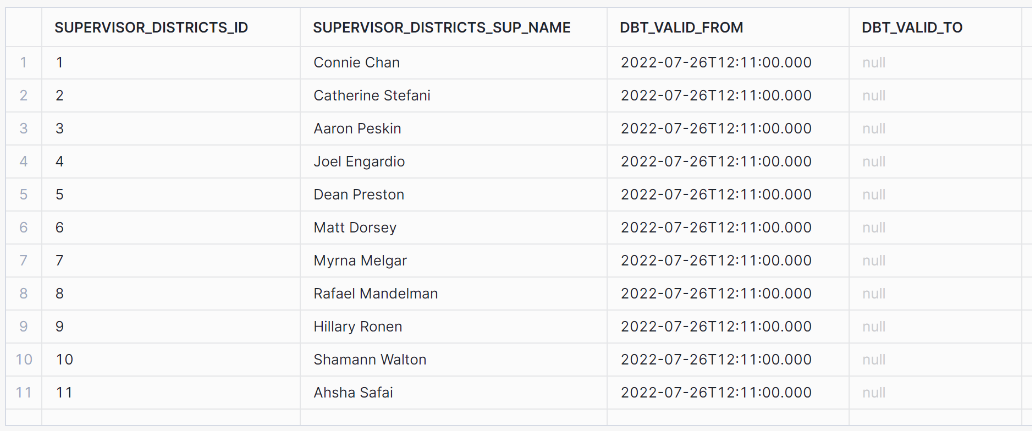 SUPERVISOR_DISTRICTS_ID SUPERVISOR_DISTRICTS_SUP_NAME DBT_VALID_FROM DBT_VALID_TO
1 1 Connie Chan 2022-07-26T12:11:00.000 null
2 2 Catherine Stefani 2022-07-26T12:11:00.000 null
3 3 Aaron Peskin 2022-07-26T12:11:00.000 null
4 4 Joel Engardio 2022-07-26T12:11:00.000 null
5 5 Dean Preston 2022-07-26T12:11:00.000 null
6 6 Matt Dorsey 2022-07-26T12:11:00.000 null
7 7 Myrna Melgar 2022-07-26T12:11:00.000 null
8 8 Rafael Mandelman 2022-07-26T12:11:00.000 null
9 9 Hillary Ronen 2022-07-26T12:11:00.000 null
10 10 Shamann Walton 2022-07-26T12:11:00.000 null
11 11 Ahsha Safai 2022-07-26T12:11:00.000 null